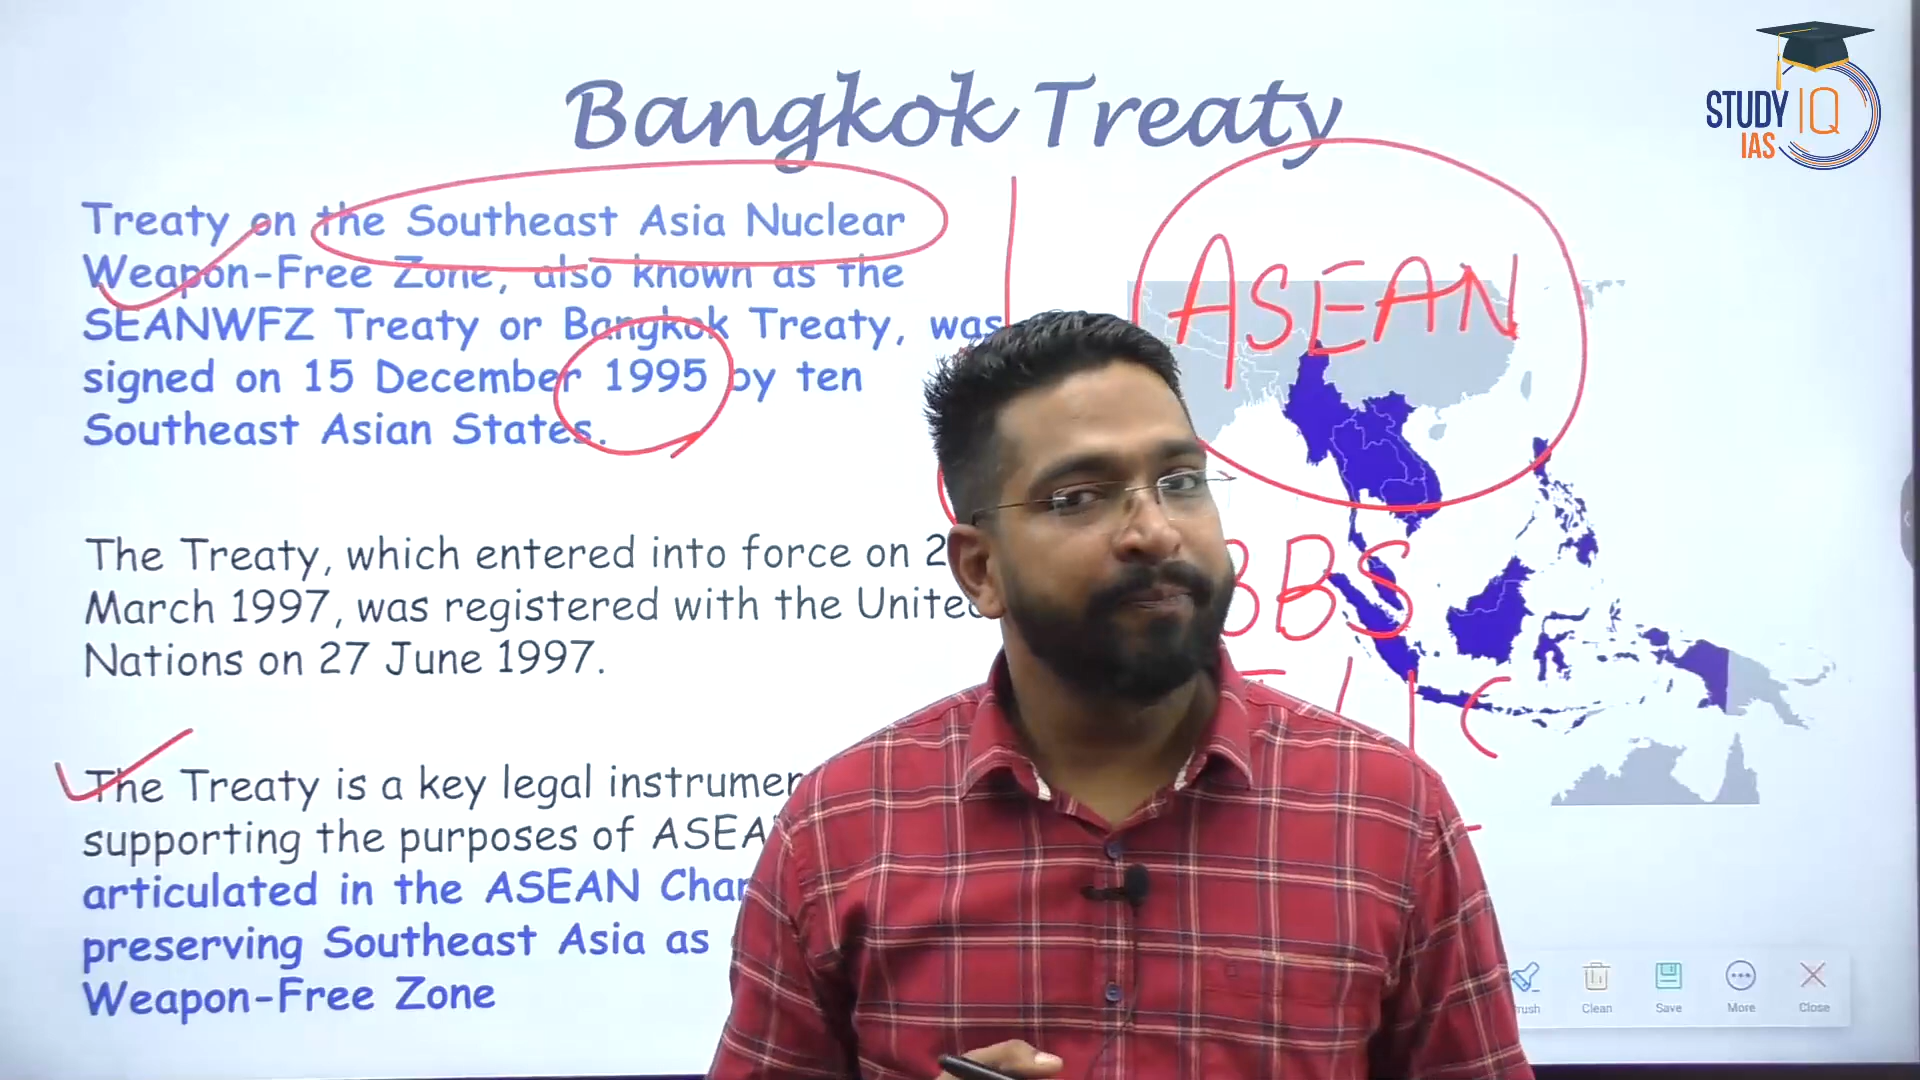 Bangkok Treaty
STUDY IQ
IAS
Treaty on the Southeast Asia Nuclear
Weapon-Free Zone, also known as the
SEANWFZ Treaty or Bangkok Treaty, was
signed on 15 December 1995 by ten
Southeast Asian States.
ASEAN
The Treaty, which entered into force on 2
March 1997, was registered with the United
Nations on 27 June 1997.
BBS
The Treaty is a key legal
supporting the purposes of
articulated in the ASEAN
preserving Southeast Asia as
Weapon-Free Zone
Clean
Save
More
Close